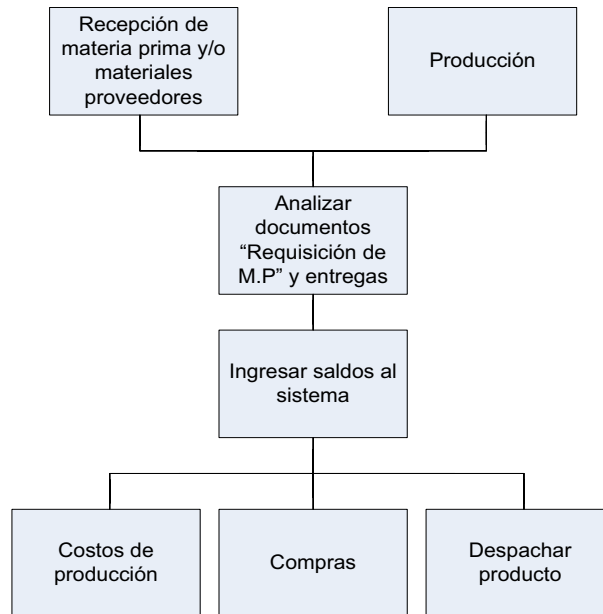 Recepción de
materia prima y/o
materiales
proveedores
Producción
Analizar
documentos
“Requisición de
M.P” y entregas
Ingresar saldos al
sistema
Costos de
producción
Compras
Despachar
producto